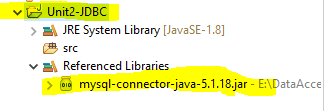 Unit2-JDBC
JRE System Library [JavaSE-1.8]
src
Referenced Libraries
mysql-connector-java-5.1.18.jar - E:\DataAcce